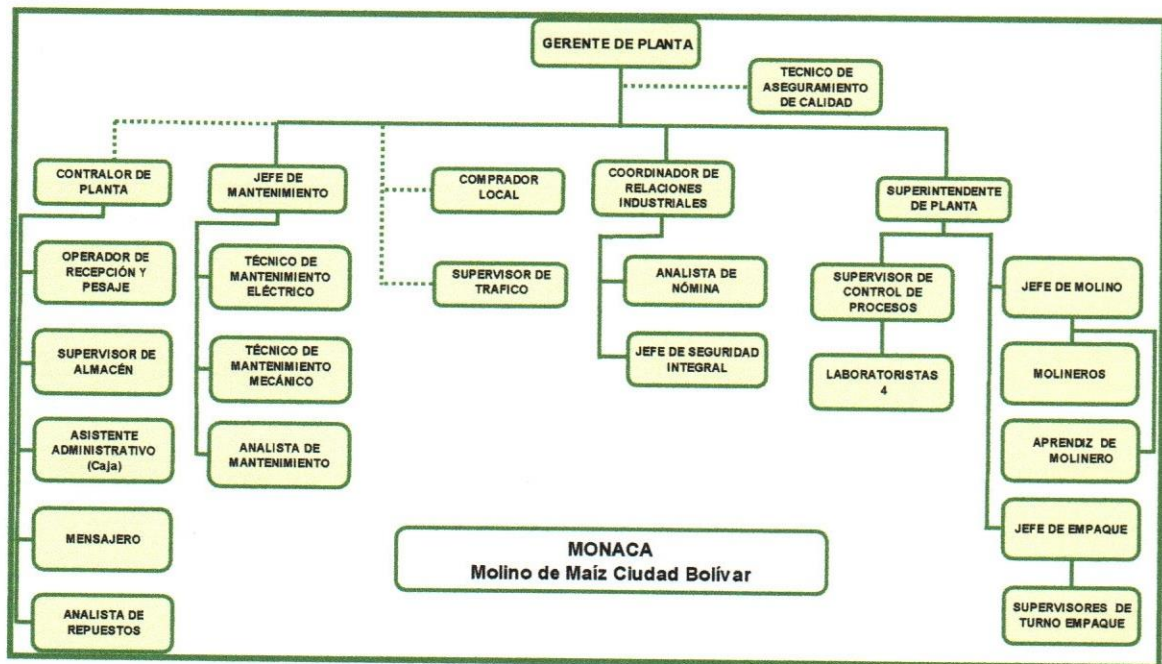 GERENTE DE PLANTA
TECNICO DE
ASEGURAMIENTO
DE CALIDAD
CONTRALOR DE
PLANTA
JEFE DE
MANTENIMIENTO
COMPRADOR
LOCAL
COORDINADOR DE
RELACIONES
INDUSTRIALES
SUPERINTENDENTE
DE PLANTA
OPERADOR DE
RECEPCIÓN Y
PESAJE
SUPERVISOR DE
ALMACÉN
ASISTENTE
ADMINISTRATIVO
(Caja)
MENSAJERO
ANALISTA DE
REPUESTOS
TÉCNICO DE
MANTENIMIENTO
ELÉCTRICO
TÉCNICO DE
MANTENIMIENTO
MECÁNICO
ANALISTA DE
MANTENIMIENTO
SUPERVISOR DE
TRAFICO
ANALISTA DE
NÓMINA
JEFE DE SEGURIDAD
INTEGRAL
SUPERVISOR DE
CONTROL DE
PROCESOS
LABORATORISTAS
4
JEFE DE MOLINO
MOLINEROS
APRENDIZ DE
MOLINERO
JEFE DE EMPAQUE
SUPERVISORES DE
TURNO EMPAQUE
MONACA
Molino de Maíz Ciudad Bolívar